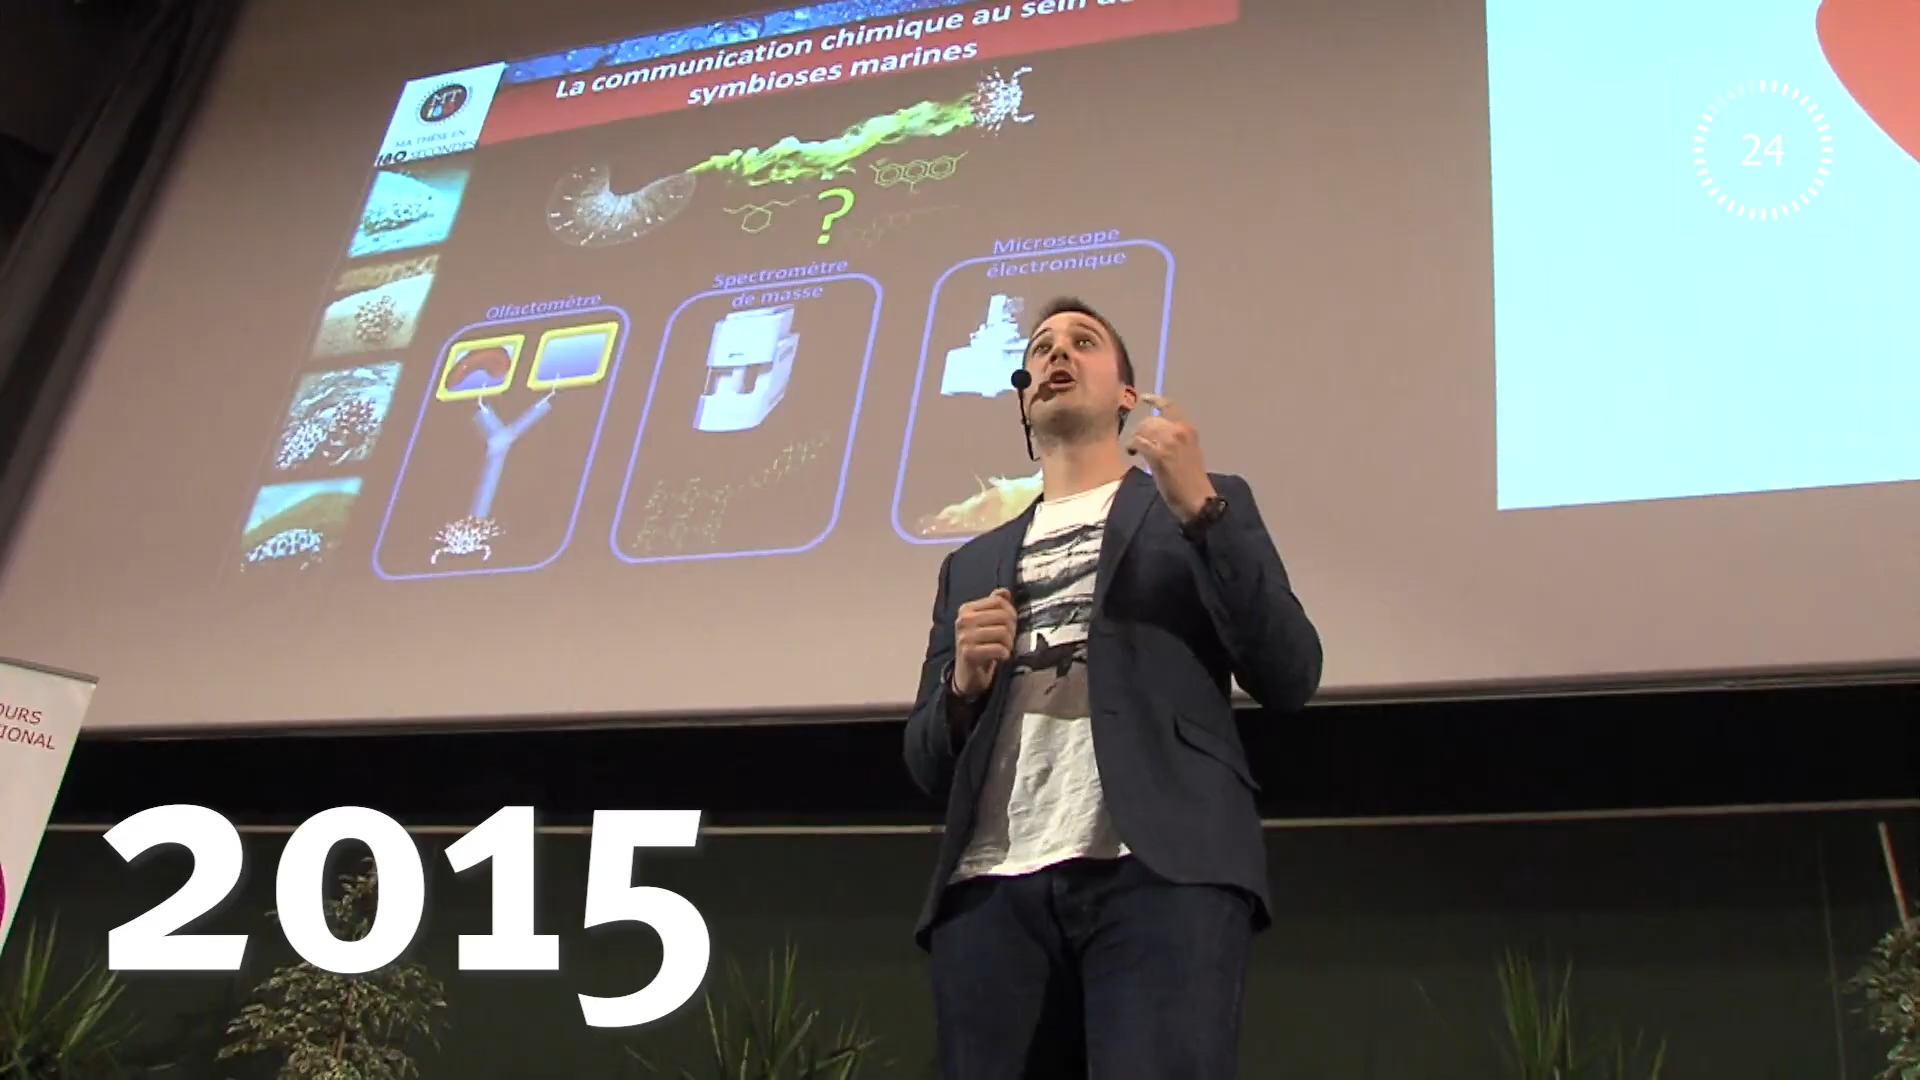 La communication chimique au sein
symbioses marines
MT
MA THÈSE EN
180 SECONDES
24
?
Microscope
électronique
Spectromètre
de masse
Olfactomètre
OURS
IONAL
2015